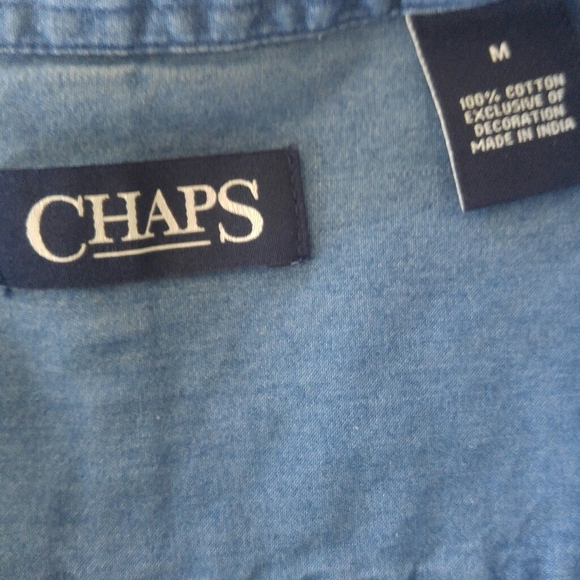 CHAPS
M
100% COTTON
EXCLUSIVE OF
DECORATION
MADE IN INDIA